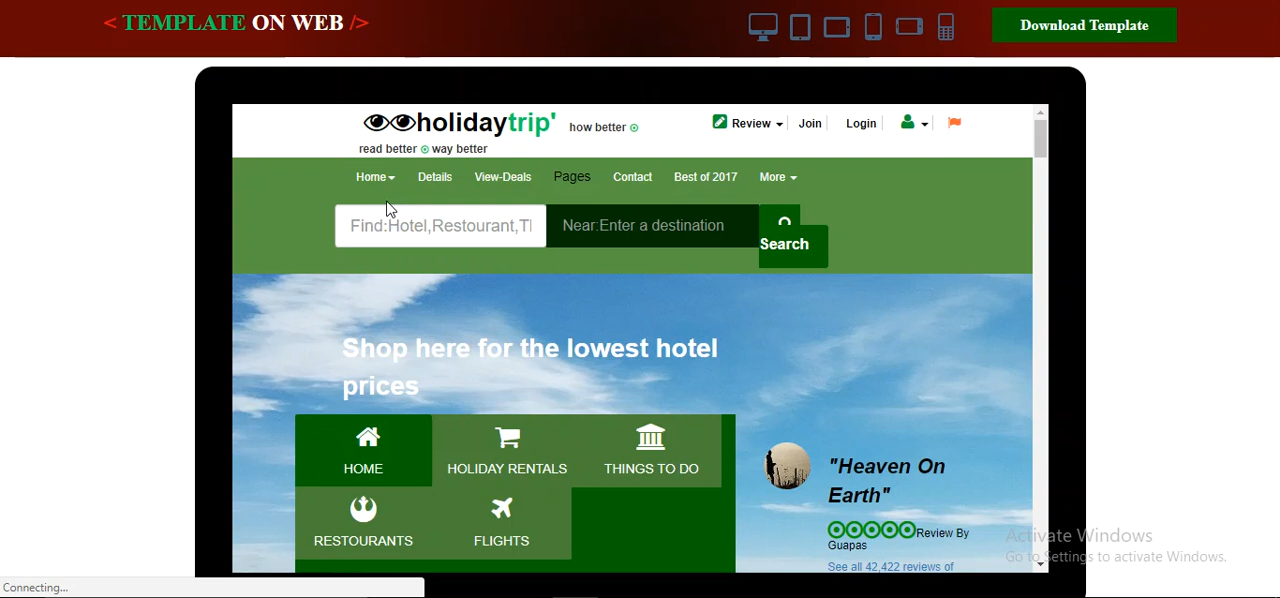 < TEMPLATE ON WEB />
Download Template
holidaytrip' how better
read better way better
Review Join Login
Home Details View-Deals Pages Contact Best of 2017 More
Find:Hotel,Restourant,Tl Near:Enter a destination
Search
Shop here for the lowest hotel
prices
HOME HOLIDAY RENTALS THINGS TO DO
RESTOURANTS FLIGHTS
"Heaven On
Earth"
Review By
Guapas
See all 42,422 reviews of
Activate Windows
Go to Settings to activate Windows.
Connecting...